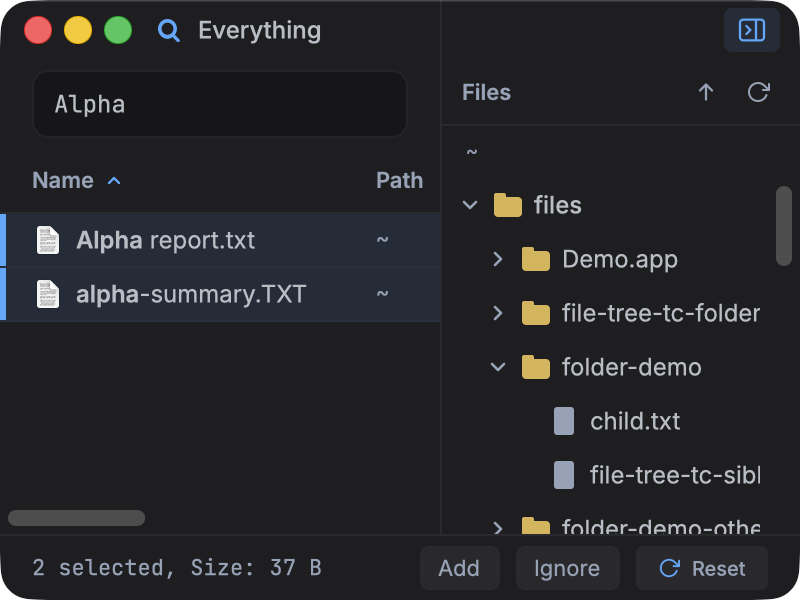 Everything
Alpha
Name Path
Alpha report.txt ~
alpha-summary.TXT ~
Files
~
files
Demo.app
file-tree-tc-folder
folder-demo
child.txt
file-tree-tc-sibl
folder-demo-othe
2 selected, Size: 37 B
Add Ignore Reset